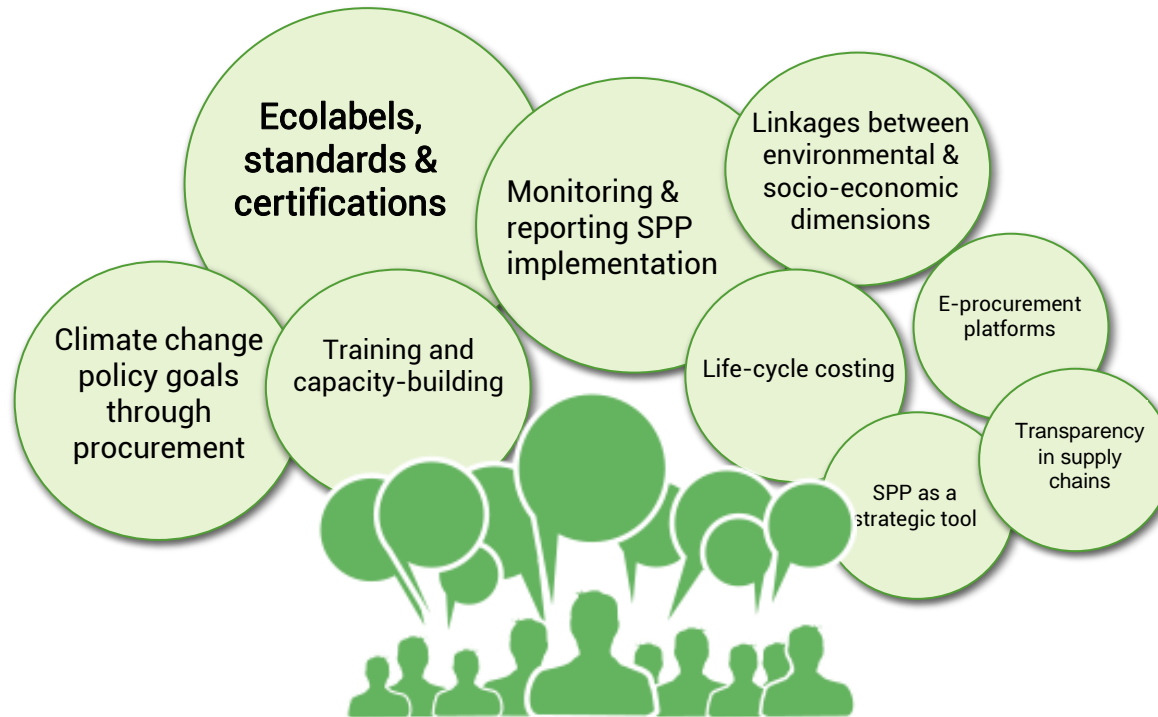 Ecolabels,
standards &
certifications
Monitoring &
reporting SPP
implementation
Linkages between
environmental &
socio-economic
dimensions
E-procurement
platforms
Climate change
policy goals
through
procurement
Training and
capacity-building
Life-cycle costing
Transparency
in supply
chains
SPP as a
strategic tool